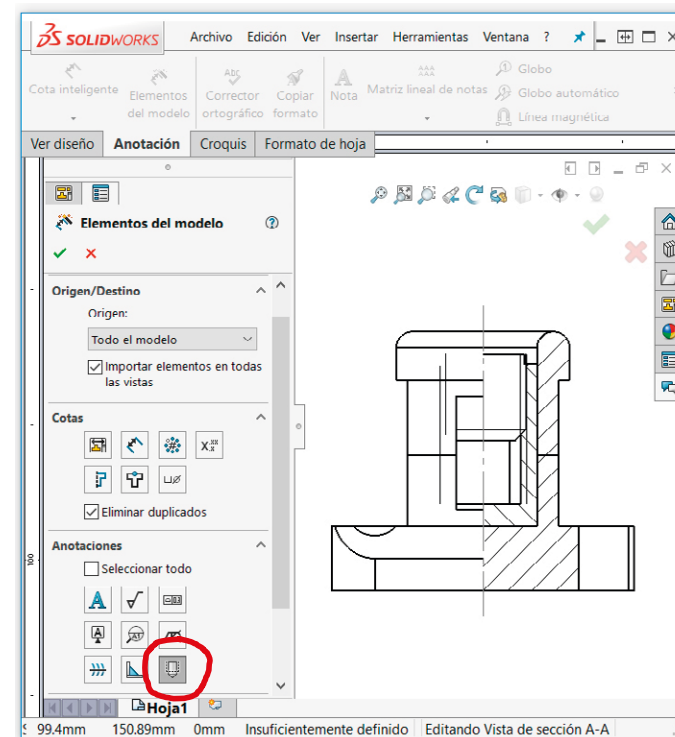 SOLIDWORKS Archivo Edición Ver Insertar Herramientas Ventana ?
Cota inteligente
Elementos del modelo
Abc
Corrector ortográfico
Copiar formato
A
Nota
Matriz lineal de notas
Globo
Globo automático
Línea magnética
Ver diseño Anotación Croquis Formato de hoja
Elementos del modelo
Origen/Destino
Origen:
Todo el modelo
Importar elementos en todas
las vistas
Cotas
X.xx
Eliminar duplicados
Anotaciones
Seleccionar todo
A
A
100
Hoja1
99.4mm 150.89mm 0mm Insuficientemente definido Editando Vista de sección A-A